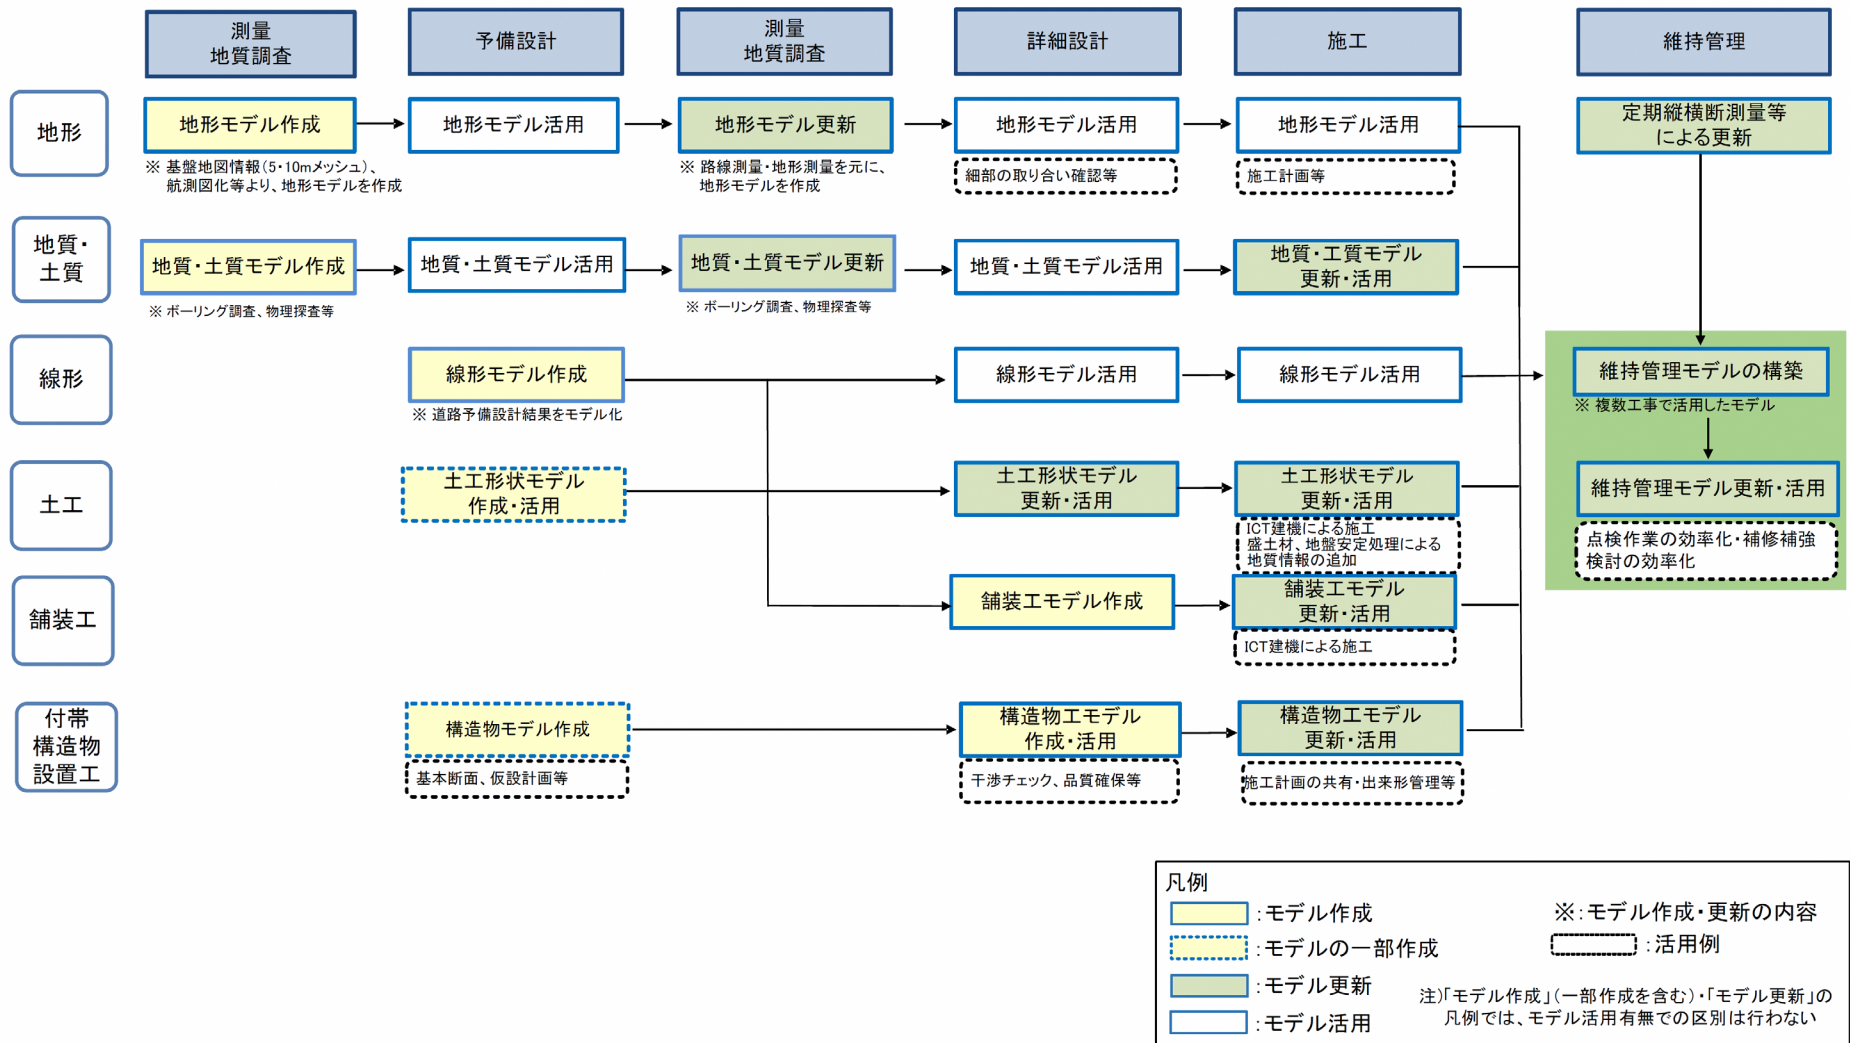 測量
地質調査
予備設計
測量
地質調査
詳細設計
施工
維持管理
地形
地形モデル作成
地形モデル活用
地形モデル更新
地形モデル活用
地形モデル活用
定期縦横断測量等
による更新
※ 基盤地図情報(5・10mメッシュ)、
航測図化等より、地形モデルを作成
※ 路線測量・地形測量を元に、
地形モデルを作成
細部の取り合い確認等
施工計画等
地質・
土質
地質・土質モデル作成
地質・土質モデル活用
地質・土質モデル更新
地質・土質モデル活用
地質・工質モデル
更新・活用
※ ボーリング調査、物理探査等
※ ボーリング調査、物理探査等
線形
線形モデル作成
線形モデル活用
線形モデル活用
維持管理モデルの構築
※ 道路予備設計結果をモデル化
※ 複数工事で活用したモデル
土工
土工形状モデル
作成・活用
土工形状モデル
更新・活用
土工形状モデル
更新・活用
維持管理モデル更新・活用
ICT建機による施工
盛土材、地盤安定処理による
地質情報の追加
点検作業の効率化・補修補強
検討の効率化
舗装工
舗装工モデル作成
舗装工モデル
更新・活用
ICT建機による施工
付帯
構造物
設置工
構造物モデル作成
構造物工モデル
作成・活用
構造物工モデル
更新・活用
基本断面、仮設計画等
干渉チェック、品質確保等
施工計画の共有・出来形管理等
凡例
:モデル作成
:モデルの一部作成
:モデル更新
:モデル活用
※:モデル作成・更新の内容
:活用例
注)「モデル作成」(一部作成を含む)・「モデル更新」の
凡例では、モデル活用有無での区別は行わない